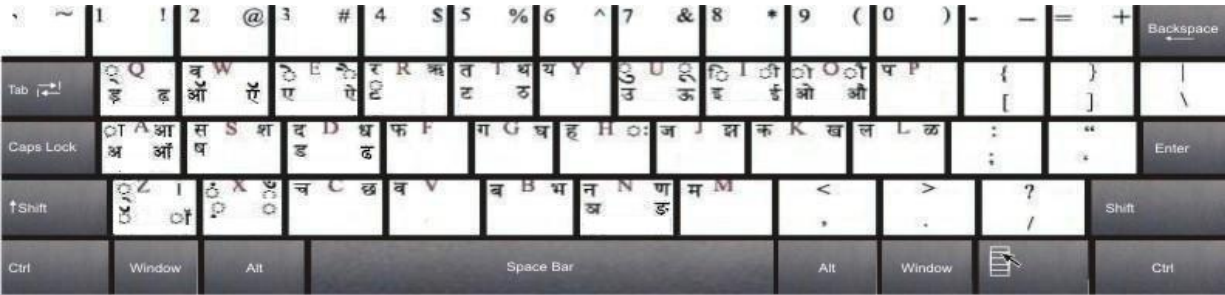 ` ~ 1 ! 2 @ 3 # 4 $ 5 % 6 ^ 7 & 8 * 9 ( 0 ) - _ = + Backspace
Tab Q W े E ै र R ऋ त T थ य Y ु U ू ि I ी ो O ौ प P { } |
ड़ ढ़ ऑ ऍ ए ऐ ृ ट ठ उ ऊ इ ई ओ औ [ ] \
Caps Lock ा A आ स S श द D ध फ F ग G घ ह H ः ज J झ क K ख ल L ळ : “ Enter
अ ऑ ष ड ढ ; ‘
Shift Z । ं X ँ च C छ व V ब B भ न N ण म M < > ? Shift
़ ॉ ञ ङ , . /
Ctrl Window Alt Space Bar Alt Window Ctrl